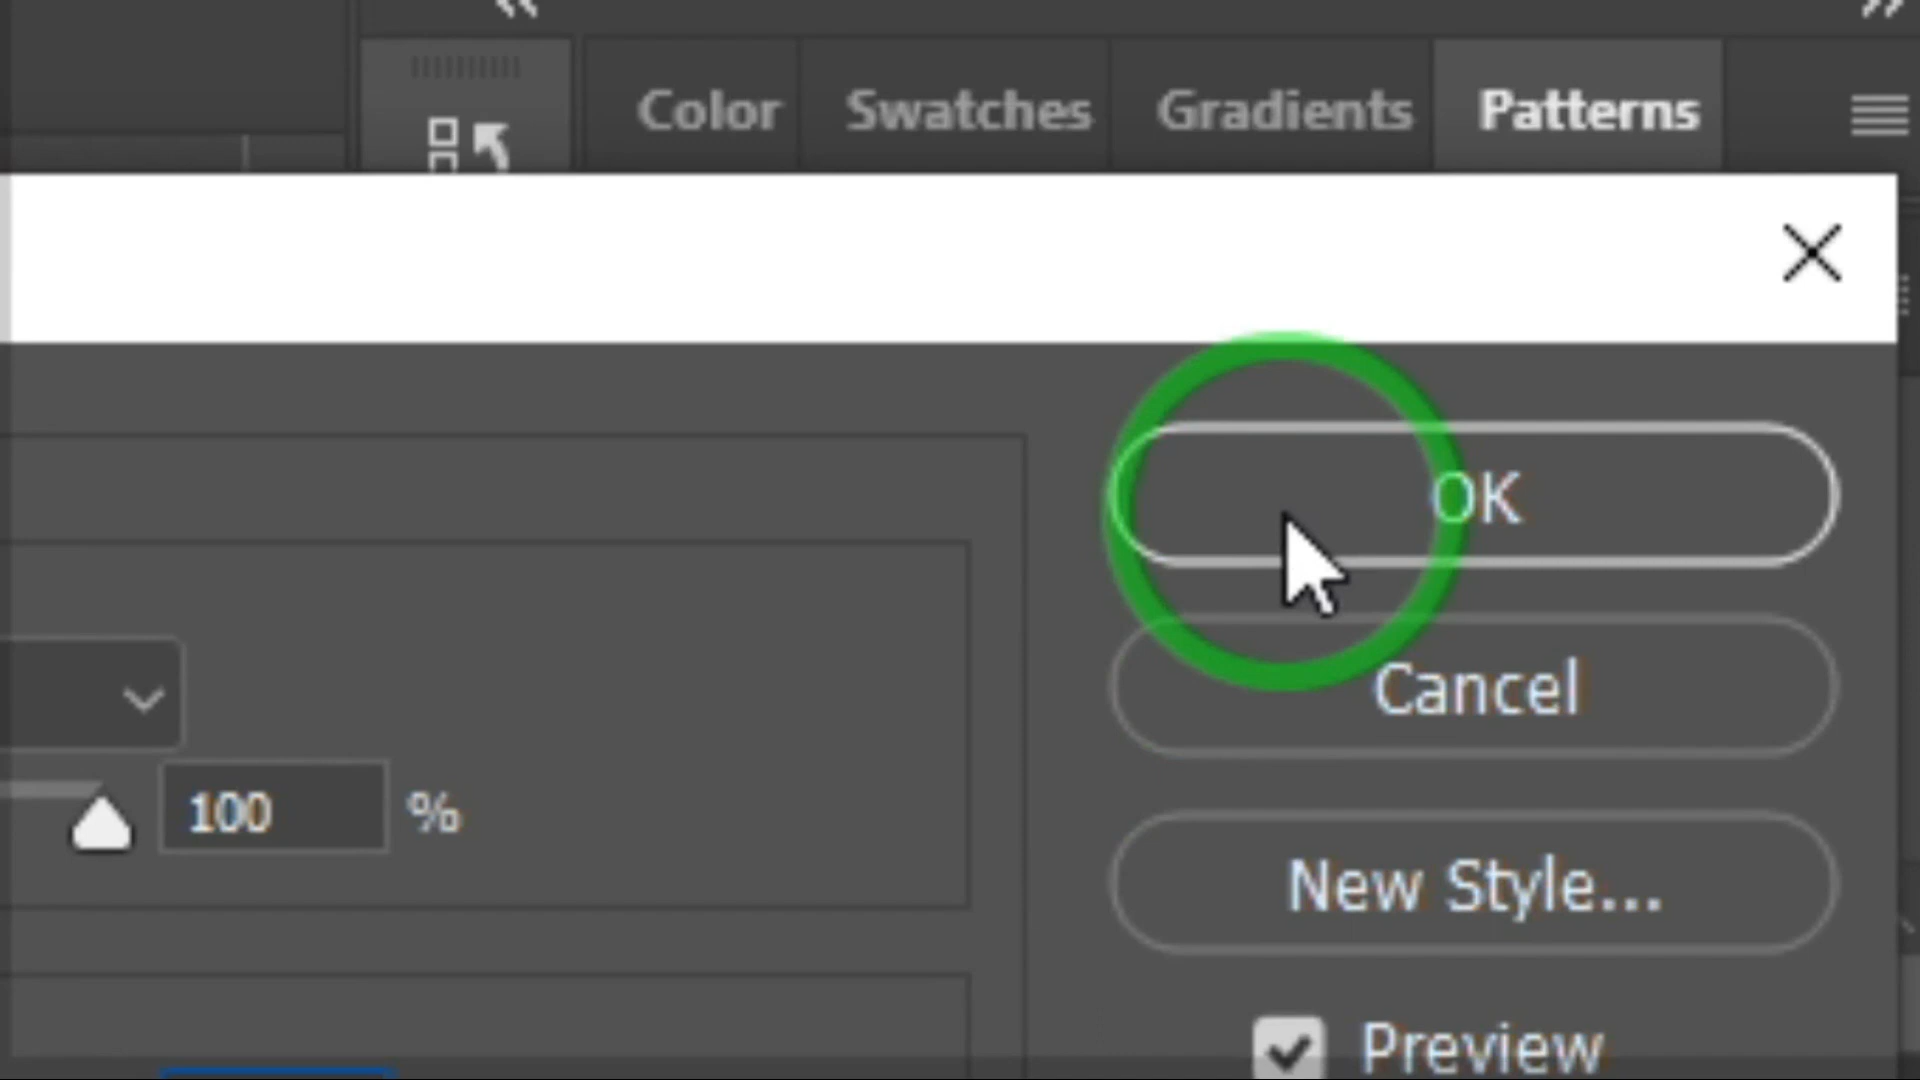 Color Swatches Gradients Patterns
OK
Cancel
100 %
New Style...
Preview